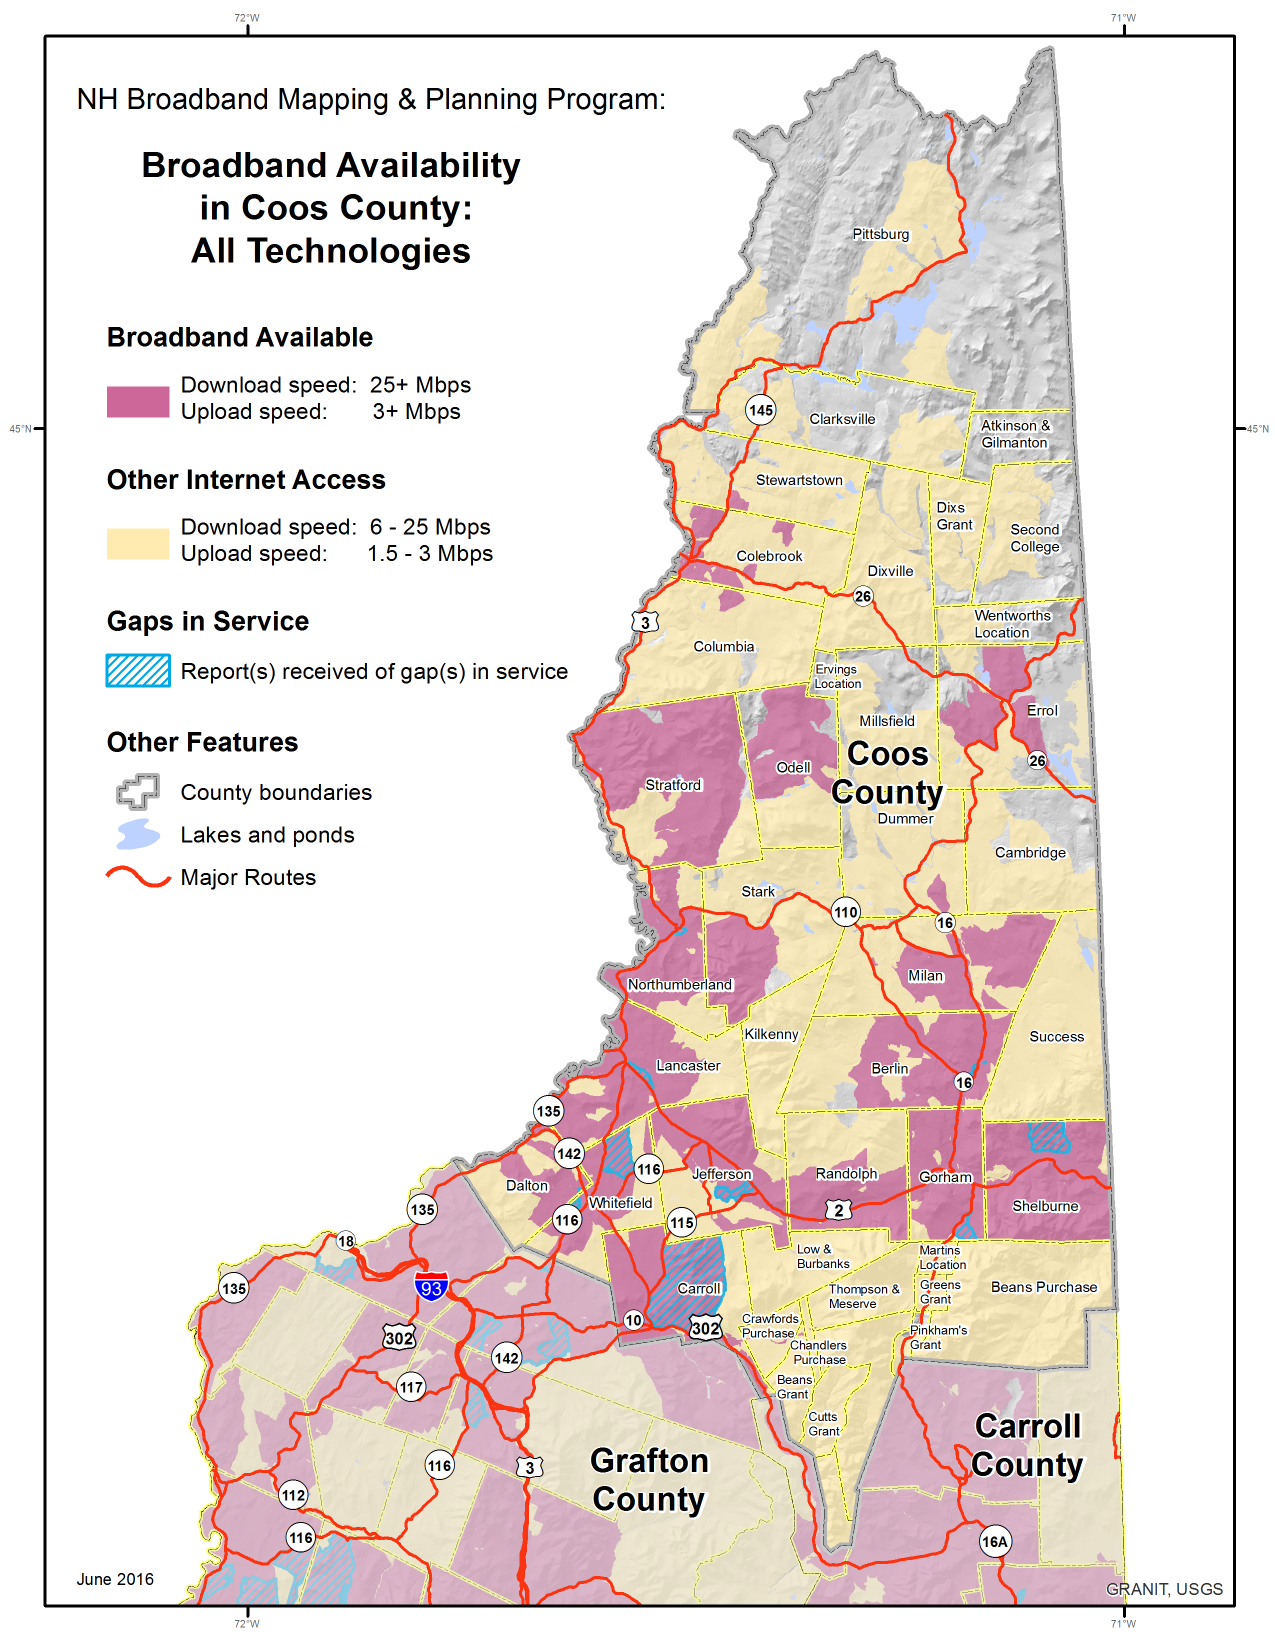 72°W
71°W
NH Broadband Mapping & Planning Program:
Broadband Availability
in Coos County:
All Technologies
Broadband Available
Download speed: 25+ Mbps
Upload speed: 3+ Mbps
Other Internet Access
Download speed: 6 - 25 Mbps
Upload speed: 1.5 - 3 Mbps
Gaps in Service
Report(s) received of gap(s) in service
Other Features
County boundaries
Lakes and ponds
Major Routes
45°N
45°N
Pittsburg
145
Clarksville
Atkinson &
Gilmanton
Stewartstown
Dixs
Grant
Second
College
Colebrook
Dixville
26
3
Wentworths
Location
Columbia
Ervings
Location
Errol
Millsfield
Coos
County
26
Odell
Stratford
Dummer
Cambridge
Stark
110
16
Milan
Northumberland
Kilkenny
Success
Lancaster
Berlin
16
135
142
116
Jefferson
Randolph
Gorham
Dalton
Whitefield
2
Shelburne
135
116
115
18
Low &
Burbanks
Martins
Location
135
93
Carroll
Thompson &
Meserve
Greens
Grant
Beans Purchase
10
302
Crawfords
Purchase
302
Pinkham's
Grant
Chandlers
Purchase
142
117
Beans
Grant
Cutts
Grant
Carroll
County
Grafton
County
116
3
112
116
16A
June 2016
GRANIT, USGS
72°W
71°W